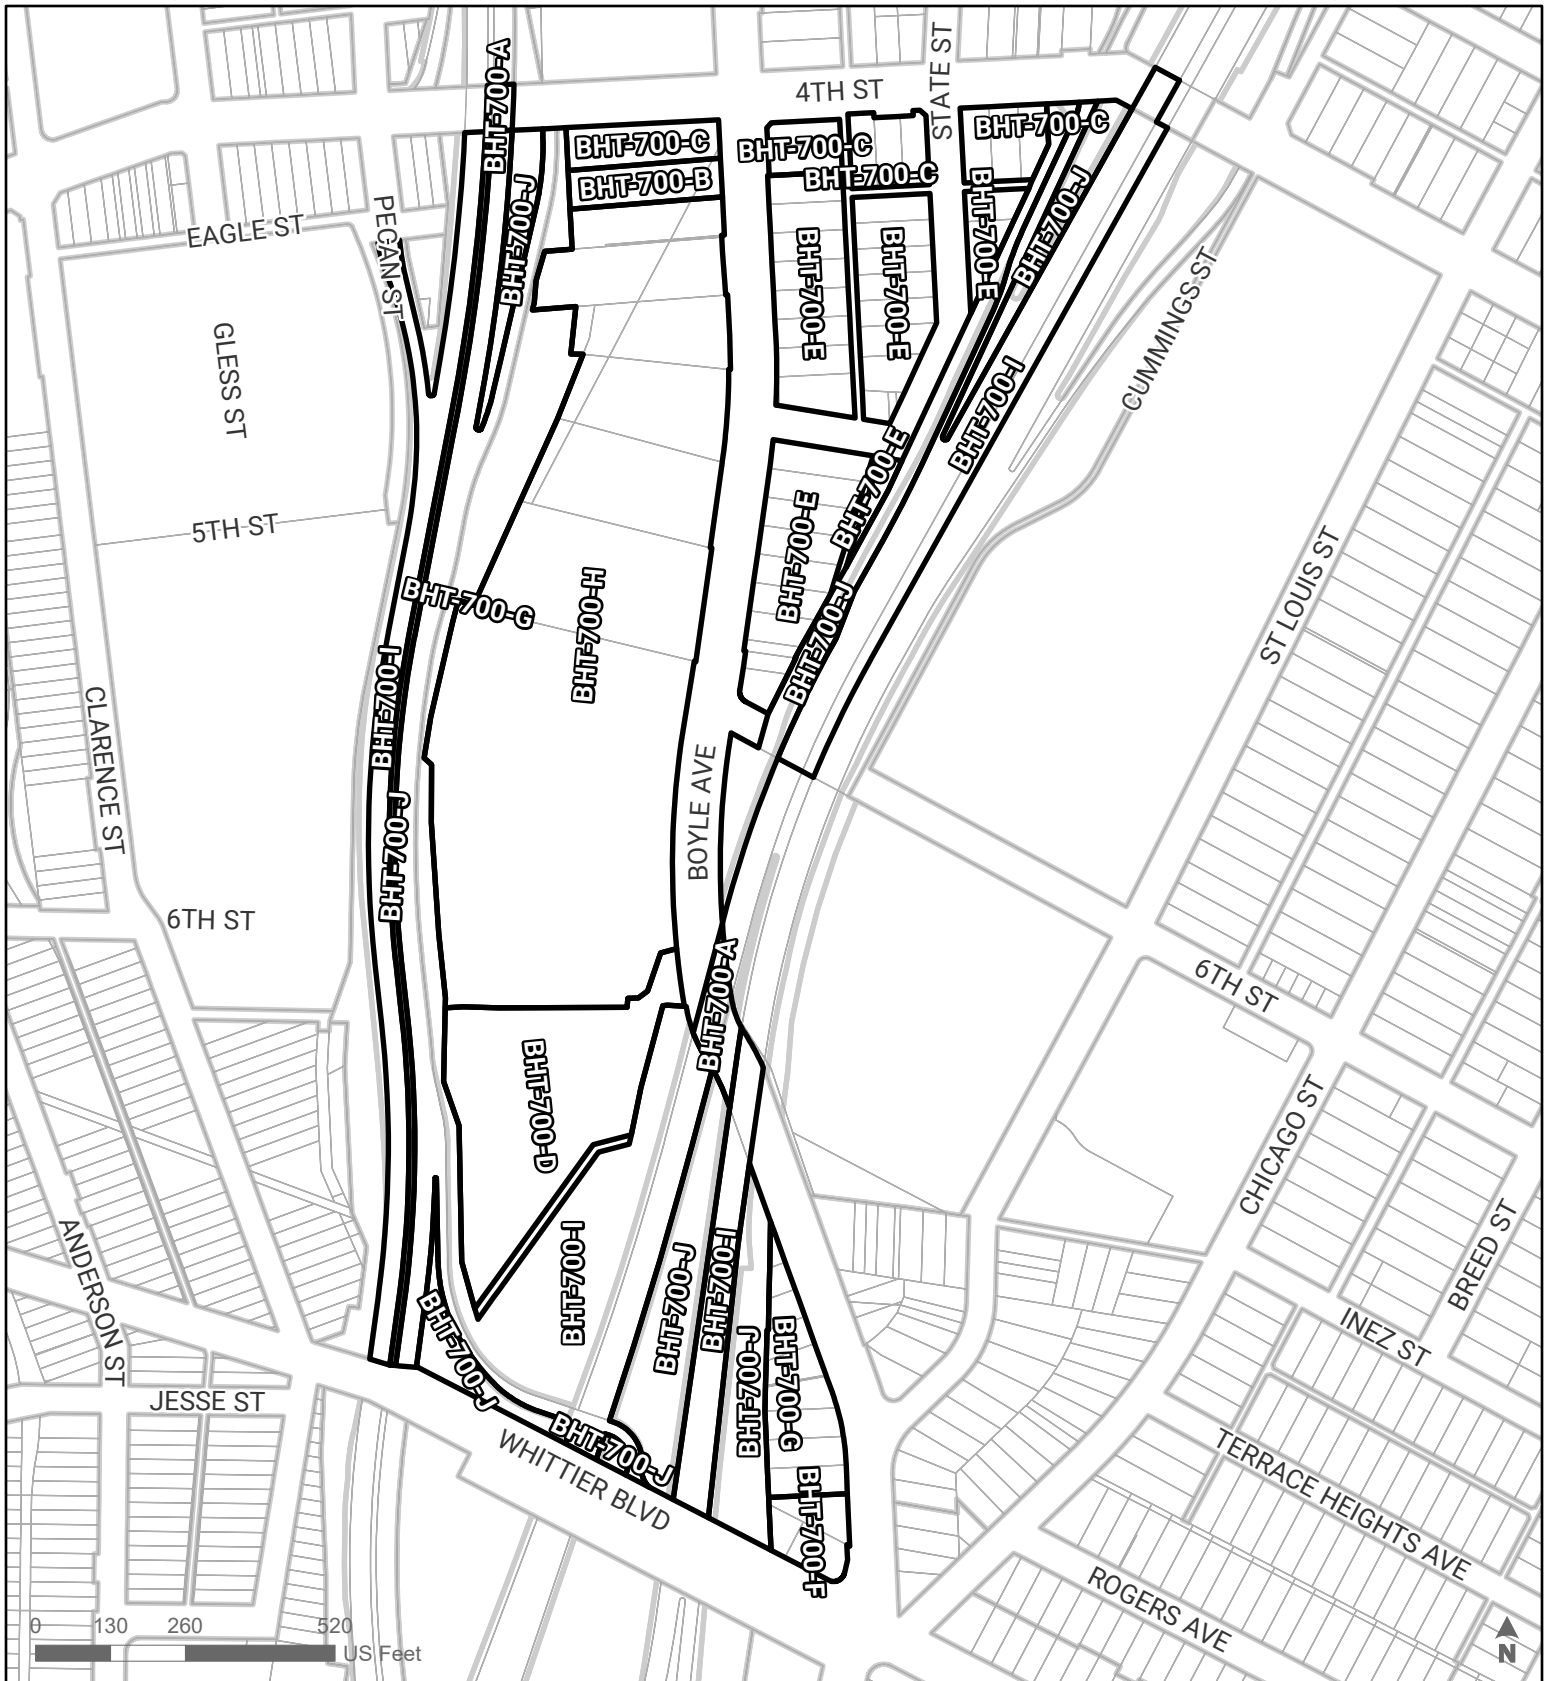 BHT-700-A
4TH ST
STATE ST
BHT-700-C
BHT-700-C
BHT-700-C
BHT-700-C
BHT-700-B
BHT-700-J
BHT-700-E
BHT-700-J
EAGLE ST
PECAN ST
BHT-700-E
BHT-700-E
CUMMINGS ST
GLESS ST
BHT-700-I
5TH ST
BHT-700-E
BHT-700-E
ST LOUIS ST
BHT-700-G
BHT-700-H
BHT-700-J
BHT-700-I
CLARENCE ST
BOYLE AVE
BHT-700-J
6TH ST
BHT-700-A
6TH ST
BHT-700-D
CHICAGO ST
ANDERSON ST
BHT-700-I
BHT-700-J
BHT-700-I
BREED ST
BHT-700-J
BHT-700-J
BHT-700-G
INEZ ST
JESSE ST
BHT-700-J
WHITTIER BLVD
BHT-700-F
TERRACE HEIGHTS AVE
ROGERS AVE
0 130 260 520
US Feet
N